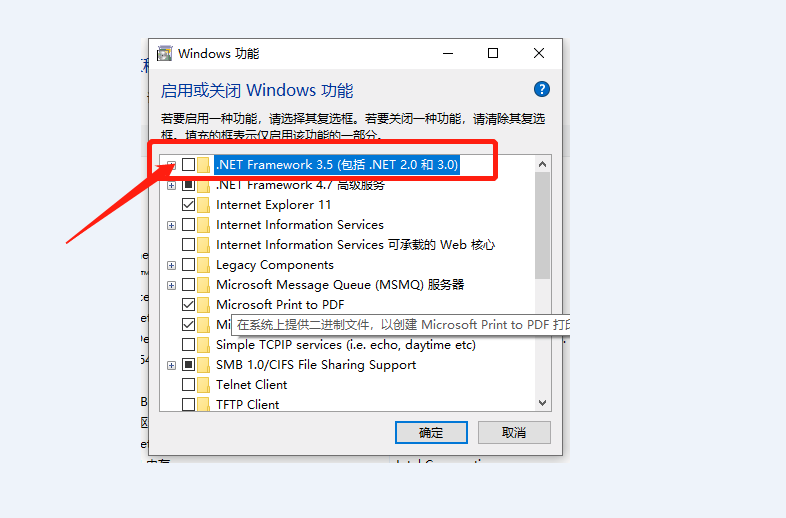 Windows 功能
启用或关闭 Windows 功能
若要启用一种功能，请选择其复选框。若要关闭一种功能，请清除其复选
框。填充的框表示仅启用该功能的一部分。
.NET Framework 3.5 (包括 .NET 2.0 和 3.0)
.NET Framework 4.7 高级服务
Internet Explorer 11
Internet Information Services
Internet Information Services 可承载的 Web 核心
Legacy Components
Microsoft Message Queue (MSMQ) 服务器
Microsoft Print to PDF
在系统上提供二进制文件，以创建 Microsoft Print to PDF 打
Simple TCPIP services (i.e. echo, daytime etc)
SMB 1.0/CIFS File Sharing Support
Telnet Client
TFTP Client
确定
取消